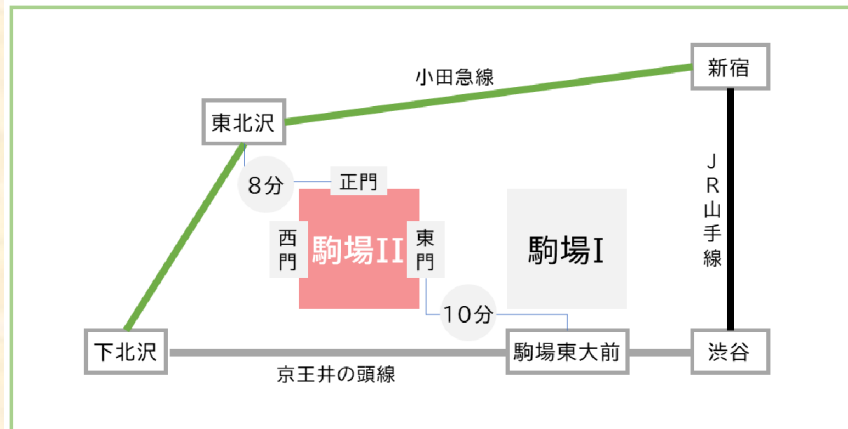 新宿
小田急線
東北沢
JR山手線
8分
正門
西門
駒場II
東門
駒場I
10分
下北沢
駒場東大前
渋谷
京王井の頭線